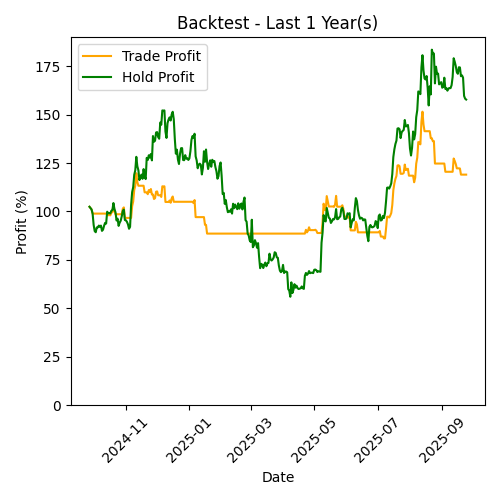 Backtest - Last 1 Year(s)
Trade Profit
Hold Profit
Profit (%)
175
150
125
100
75
50
25
0
2024-11
2025-01
2025-03
2025-05
2025-07
2025-09
Date